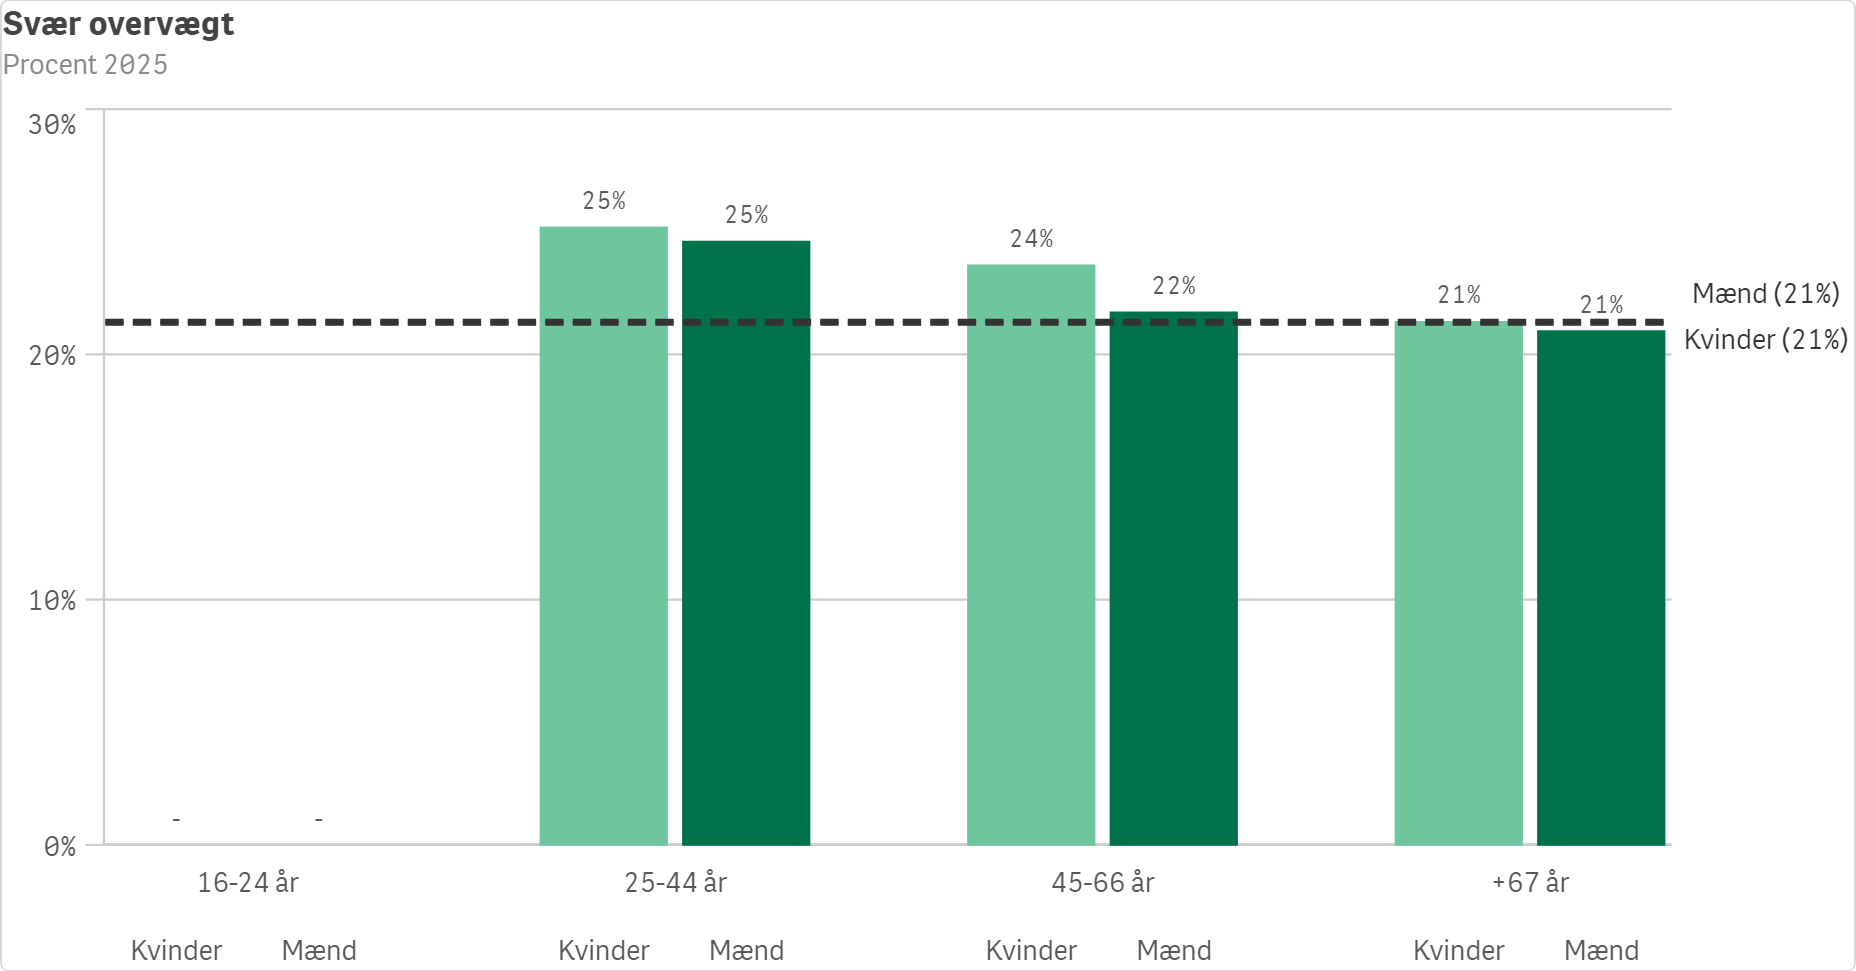 Svær overvægt
Procent 2025
30%
20%
10%
0%
- -
25% 25%
24% 22%
21% 21%
Mænd (21%)
Kvinder (21%)
16-24 år 25-44 år 45-66 år +67 år
Kvinder Mænd Kvinder Mænd Kvinder Mænd Kvinder Mænd